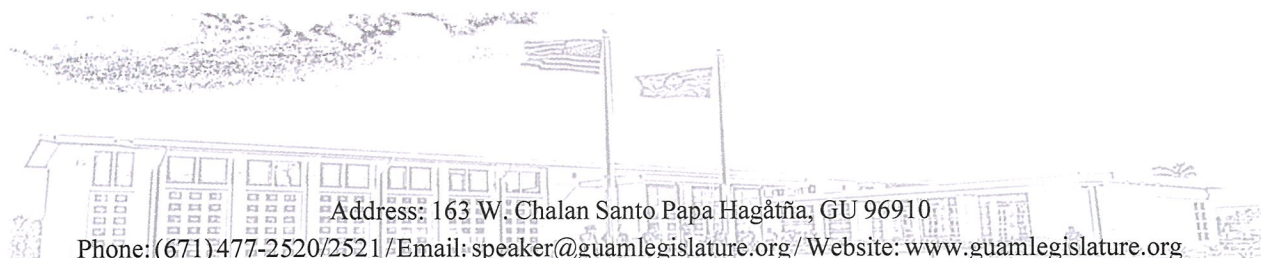 Address: 163 W. Chalan Santo Papa Hagåtña, GU 96910
Phone: (671) 477-2520/2521 / Email: speaker@guamlegislature.org / Website: www.guamlegislature.org